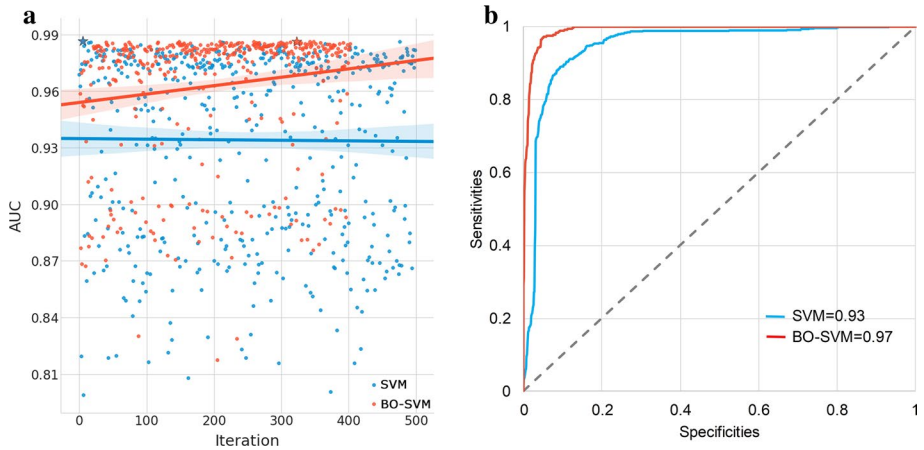 a
AUC
0.99
0.96
0.93
0.90
0.87
0.84
0.81
0
100
200
300
400
500
Iteration
SVM
BO-SVM
b
Sensitivities
1
0.8
0.6
0.4
0.2
0
0
0.2
0.4
0.6
0.8
1
Specificities
SVM=0.93
BO-SVM=0.97